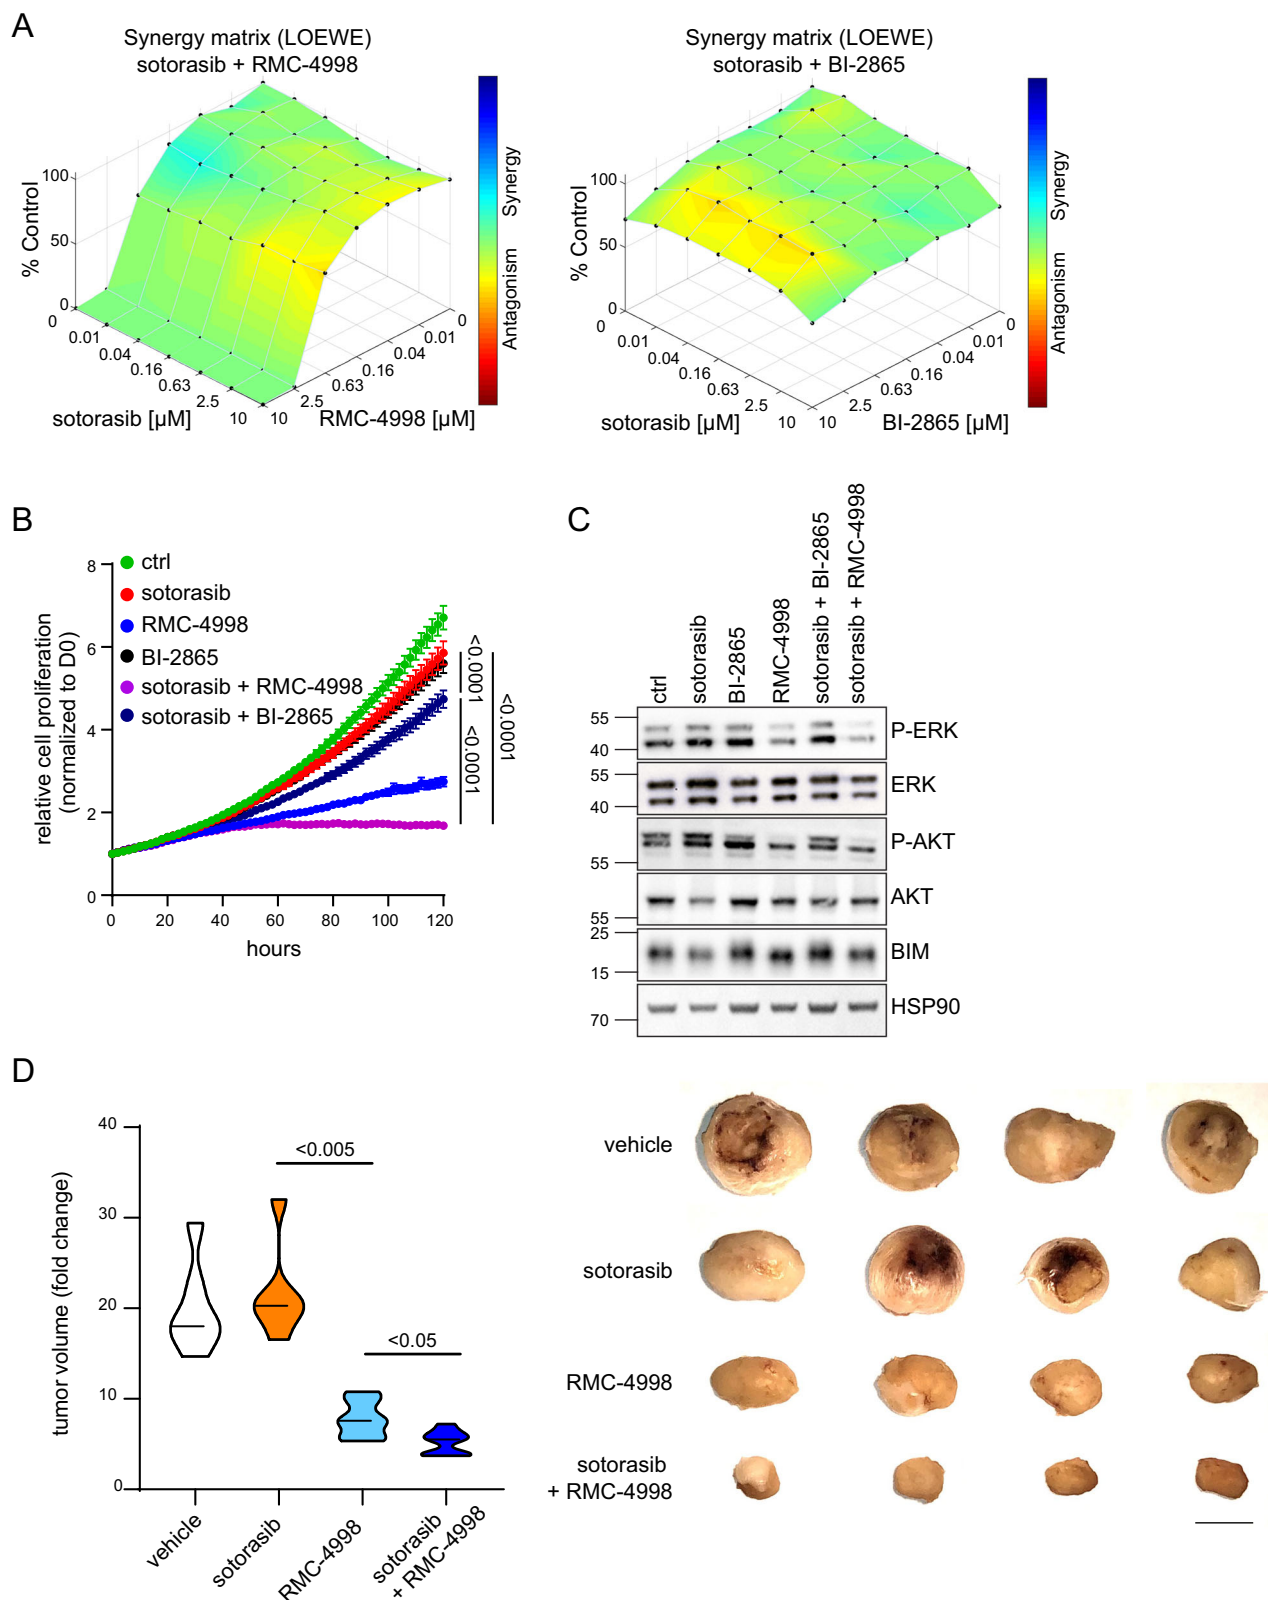 A
Synergy matrix (LOEWE)
sotorasib + RMC-4998
% Control
100
50
0
0
0.01
0.04
0.16
0.63
2.5
10
sotorasib [µM]
10
2.5
0.63
0.16
0.04
0.01
0
RMC-4998 [µM]
Synergy
Antagonism
Synergy matrix (LOEWE)
sotorasib + BI-2865
% Control
100
50
0
0
0.01
0.04
0.16
0.63
2.5
10
sotorasib [µM]
10
2.5
0.63
0.16
0.04
0.01
0
BI-2865 [µM]
Synergy
Antagonism
B
relative cell proliferation
(normalized to D0)
8
6
4
2
0
ctrl
sotorasib
RMC-4998
BI-2865
sotorasib + RMC-4998
sotorasib + BI-2865
<0.0001
<0.0001
<0.0001
0
20
40
60
80
100
120
hours
C
ctrl
sotorasib
BI-2865
RMC-4998
sotorasib + BI-2865
sotorasib + RMC-4998
55
40
P-ERK
55
40
ERK
55
P-AKT
55
AKT
25
15
BIM
70
HSP90
D
tumor volume (fold change)
40
30
20
10
0
<0.005
<0.05
vehicle
sotorasib
RMC-4998
sotorasib
+ RMC-4998
vehicle
sotorasib
RMC-4998
sotorasib
+ RMC-4998